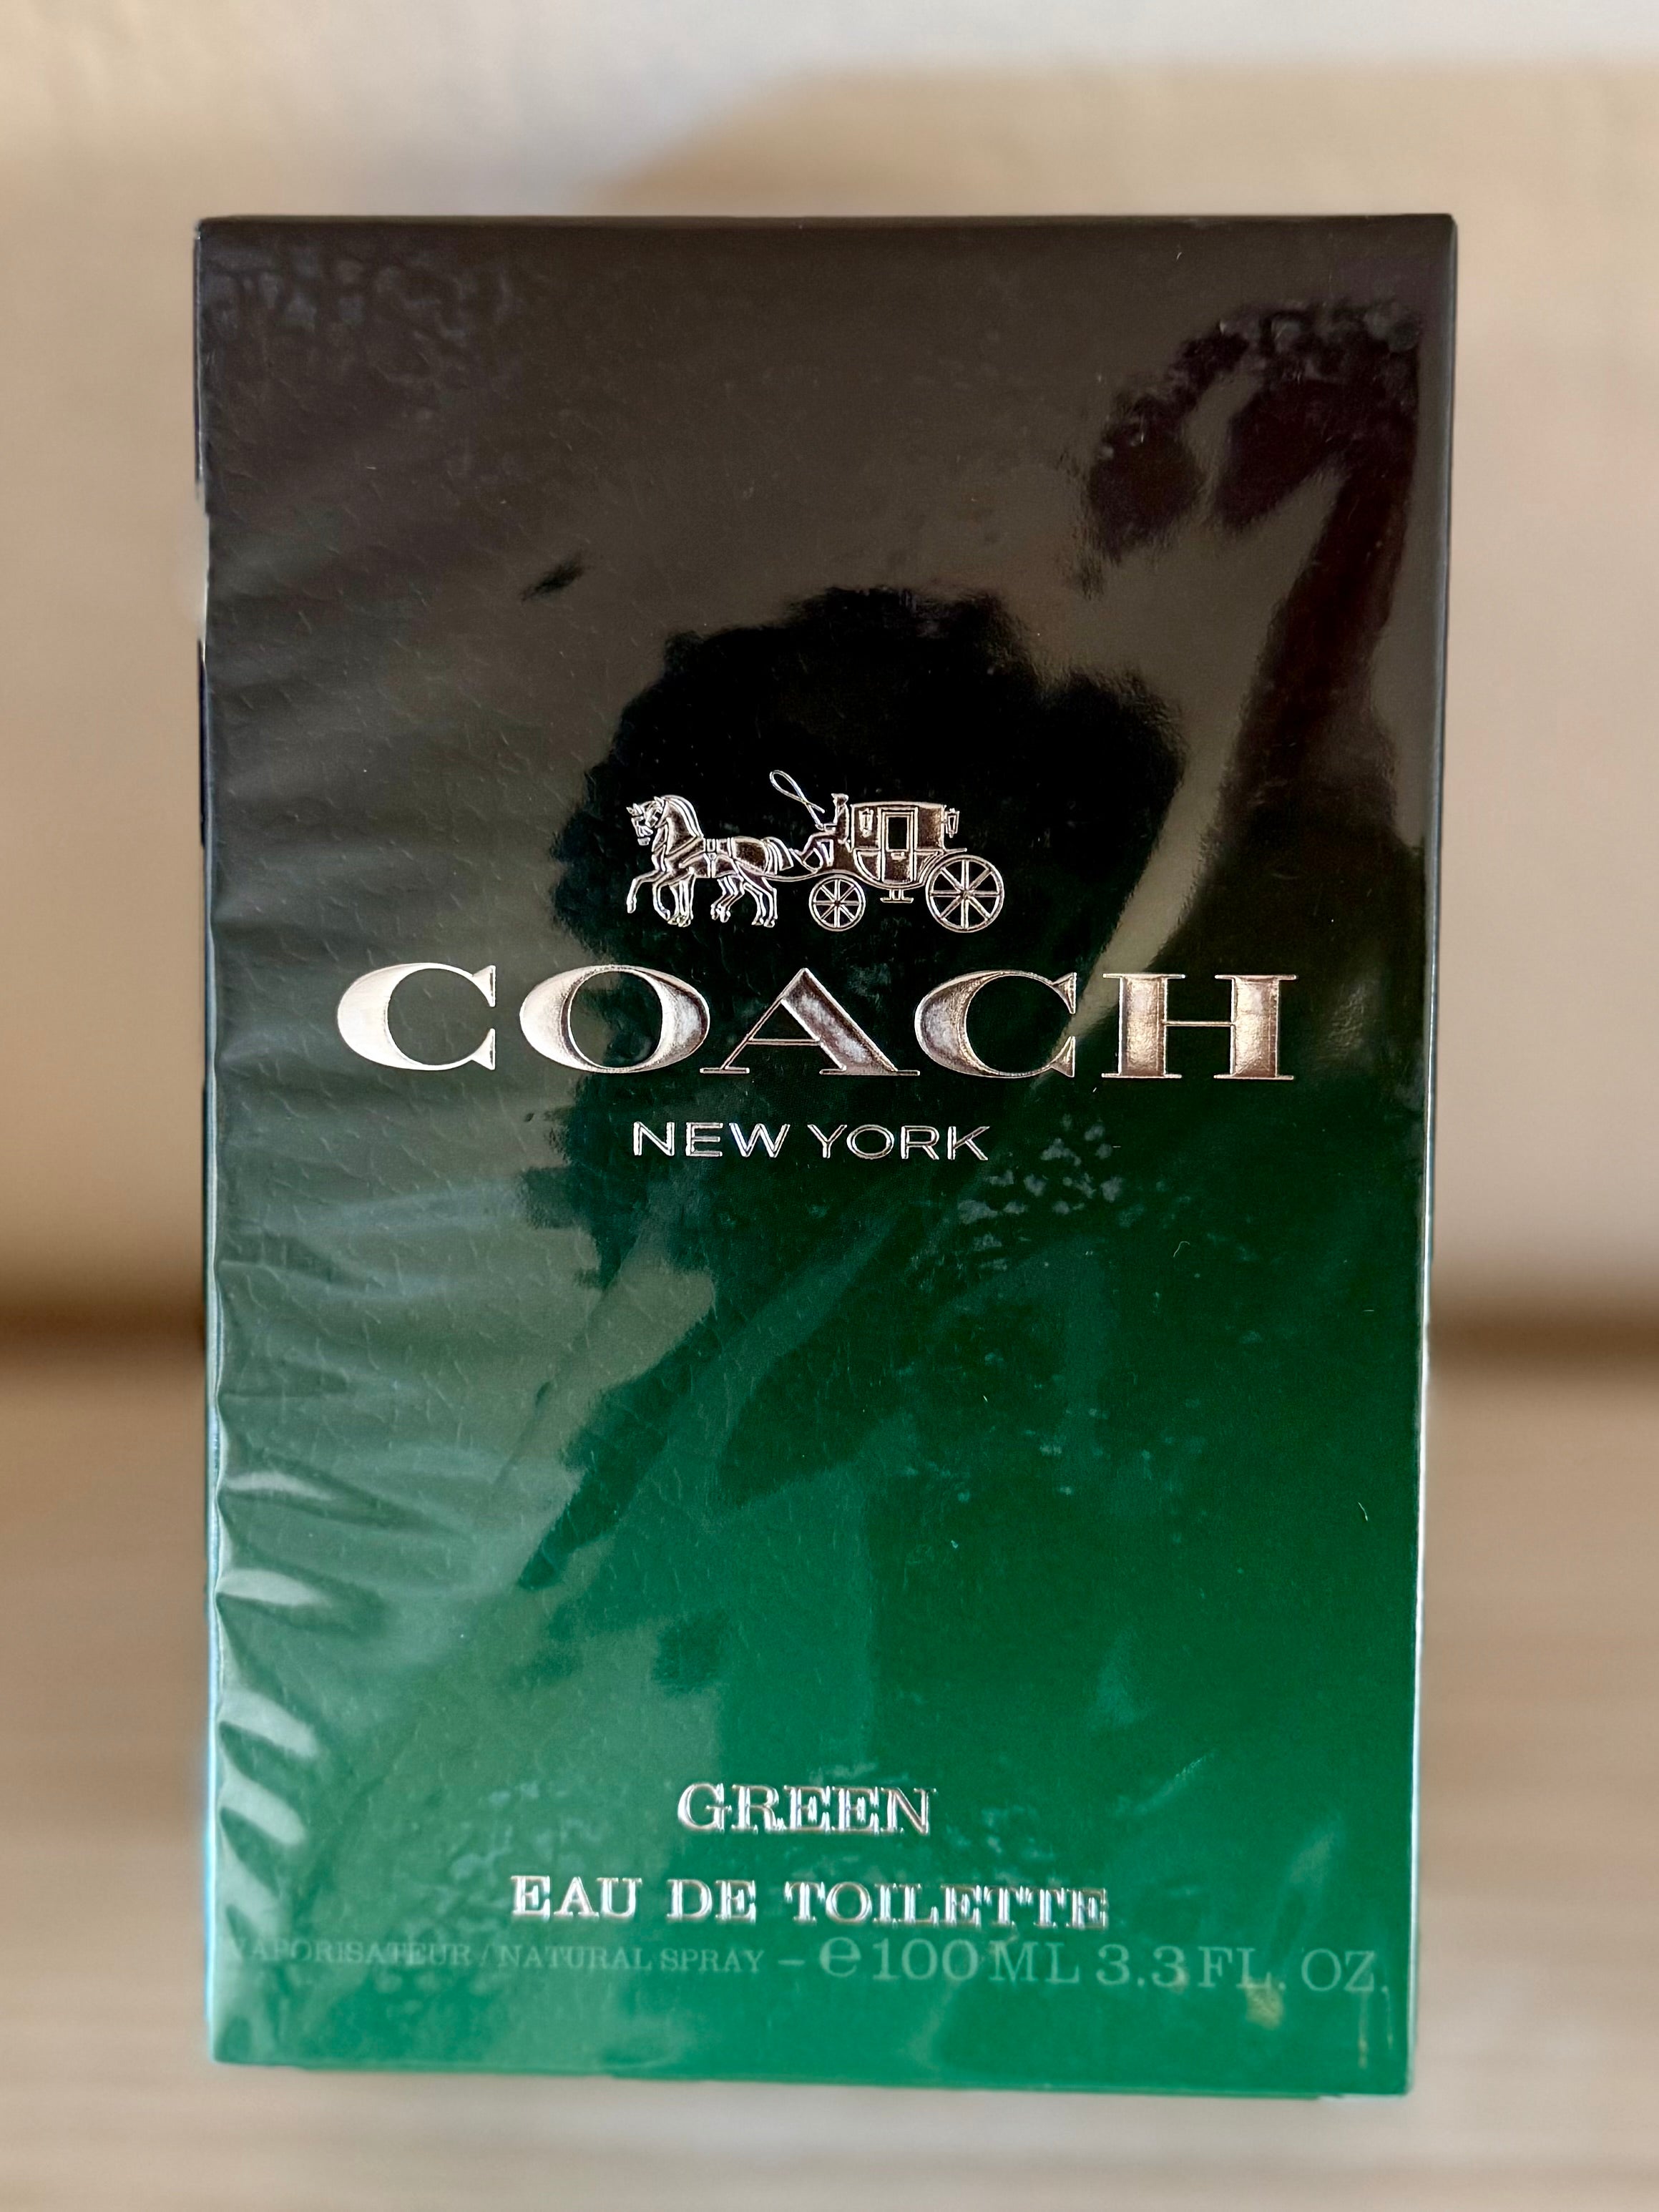 COACH
NEW YORK
GREEN
EAU DE TOILETTE
VAPORISATEUR / NATURAL SPRAY – ℮ 100 ML 3.3 FL. OZ.